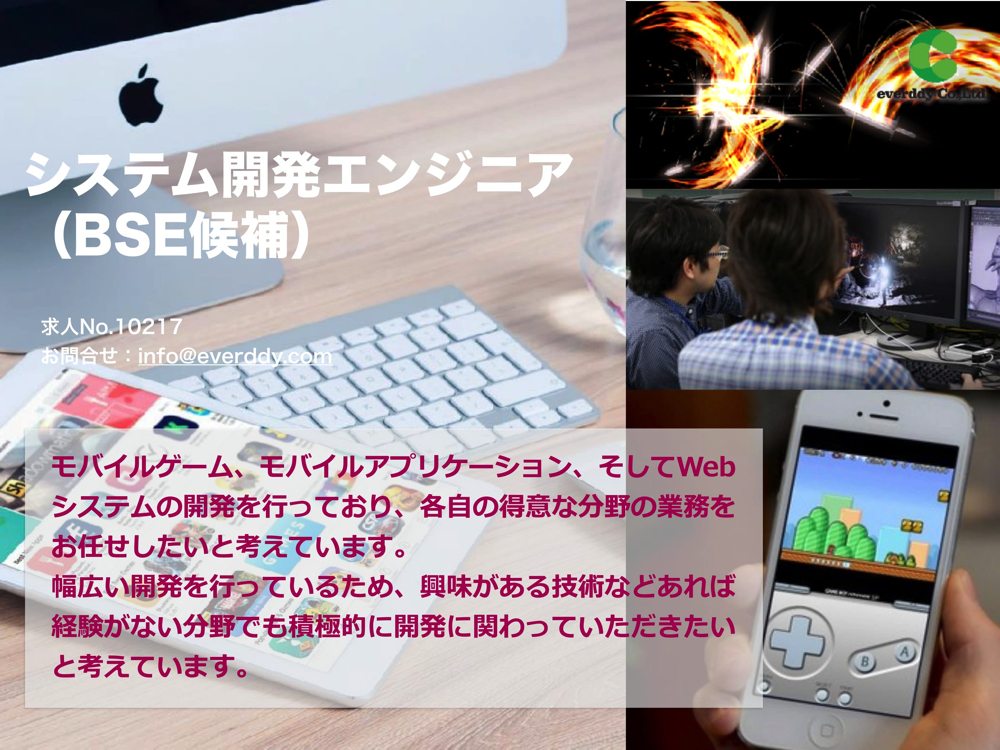 everddy Co.,Ltd
システム開発エンジニア
（BSE候補）
求人No.10217
お問合せ：info@everddy.com
モバイルゲーム、モバイルアプリケーション、そしてWeb
システムの開発を行っており、各自の得意な分野の業務を
お任せしたいと考えています。
幅広い開発を行っているため、興味がある技術などあれば
経験がない分野でも積極的に開発に関わっていただきたい
と考えています。
GAME BOY
B
A
SELECT
START